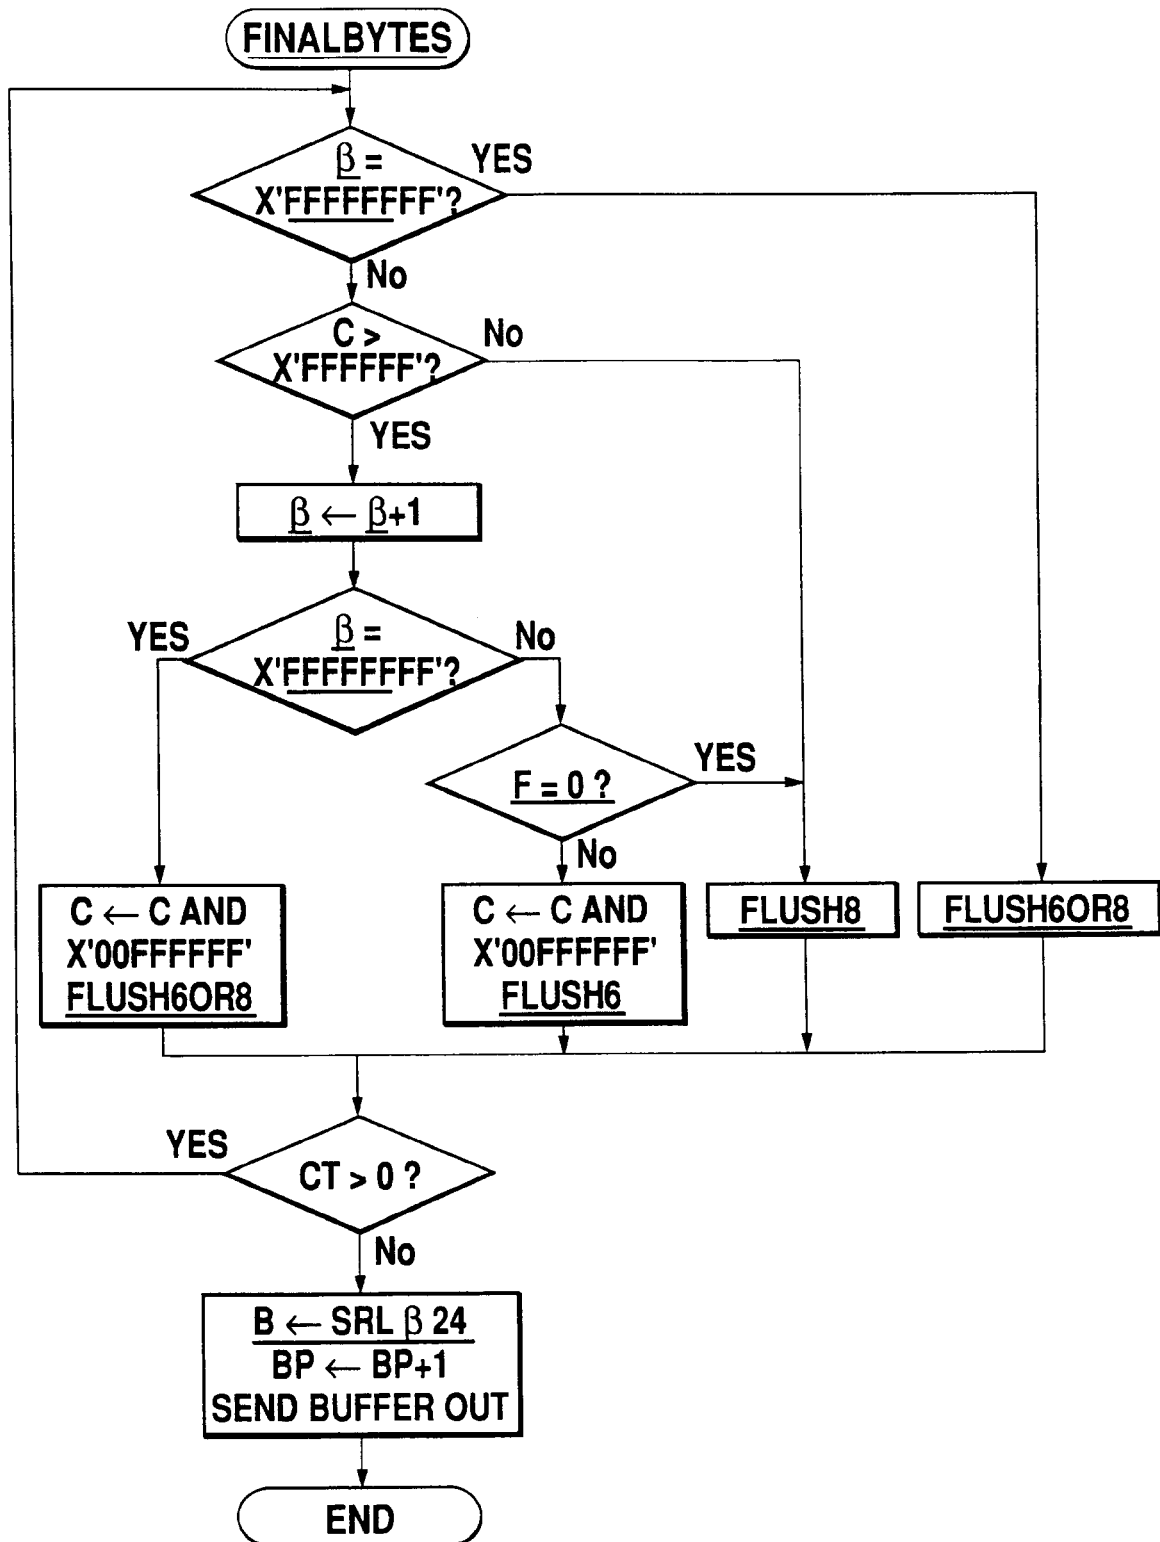 FINALBYTES
β =
X'FFFFFFFF'?
YES
No
C >
X'FFFFFF'?
No
YES
β ← β+1
YES
β =
X'FFFFFFFF'?
No
F = 0 ?
YES
No
C ← C AND
X'00FFFFFF'
FLUSH6OR8
C ← C AND
X'00FFFFFF'
FLUSH6
FLUSH8
FLUSH6OR8
YES
CT > 0 ?
No
B ← SRL β 24
BP ← BP+1
SEND BUFFER OUT
END